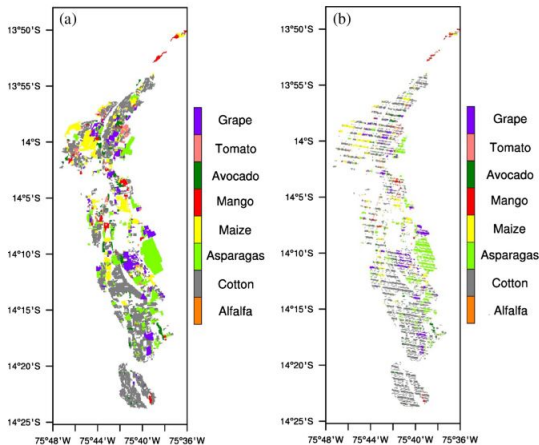 (a)
13°50'S
13°55'S
14°S
14°5'S
14°10'S
14°15'S
14°20'S
14°25'S
75°48'W 75°44'W 75°40'W 75°36'W
Grape
Tomato
Avocado
Mango
Maize
Asparagas
Cotton
Alfalfa
(b)
13°50'S
13°55'S
14°S
14°5'S
14°10'S
14°15'S
14°20'S
14°25'S
75°48'W 75°44'W 75°40'W 75°36'W
Grape
Tomato
Avocado
Mango
Maize
Asparagas
Cotton
Alfalfa